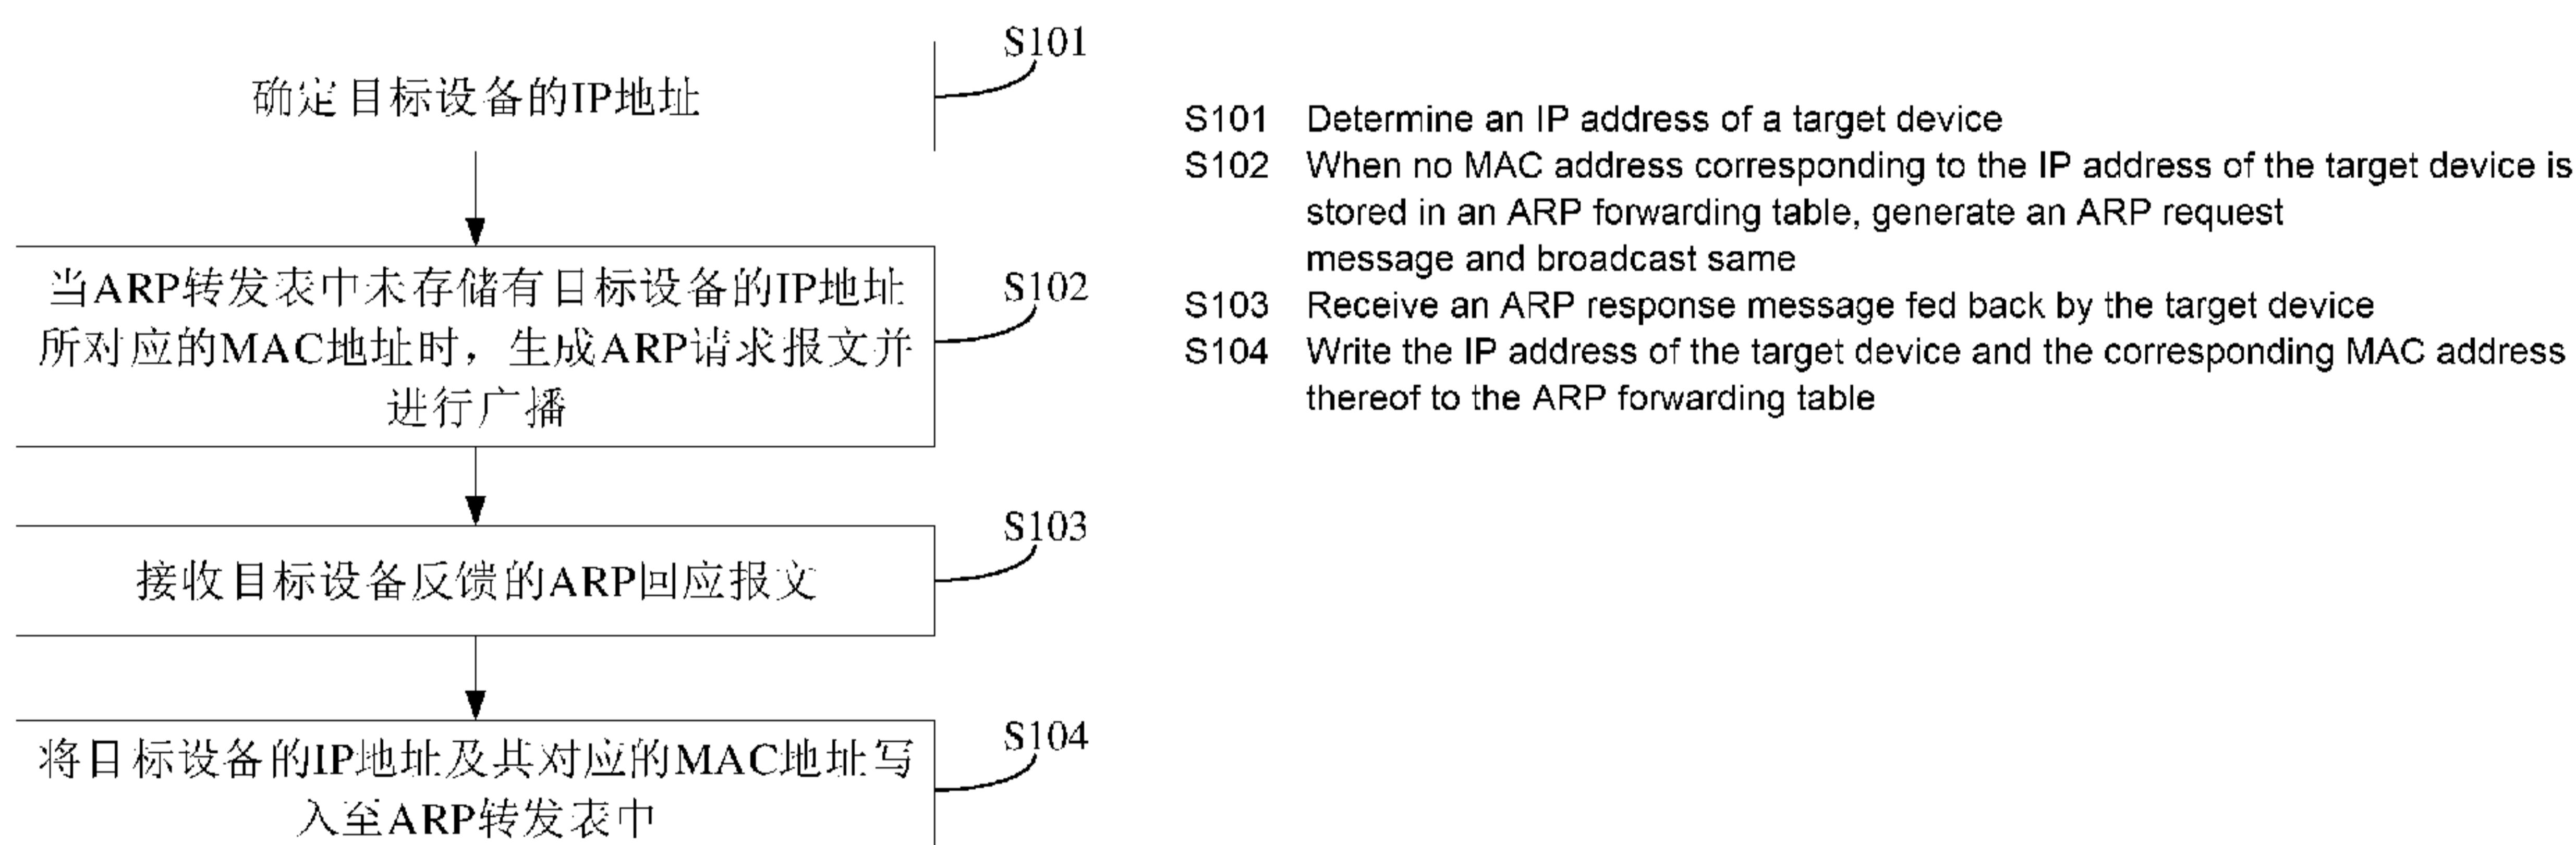 S101
确定目标设备的IP地址
当ARP转发表中未存储有目标设备的IP地址
所对应的MAC地址时，生成ARP请求报文并
进行广播
S102
接收目标设备反馈的ARP回应报文
S103
将目标设备的IP地址及其对应的MAC地址写
入至ARP转发表中
S104
S101 Determine an IP address of a target device
S102 When no MAC address corresponding to the IP address of the target device is
stored in an ARP forwarding table, generate an ARP request
message and broadcast same
S103 Receive an ARP response message fed back by the target device
S104 Write the IP address of the target device and the corresponding MAC address
thereof to the ARP forwarding table